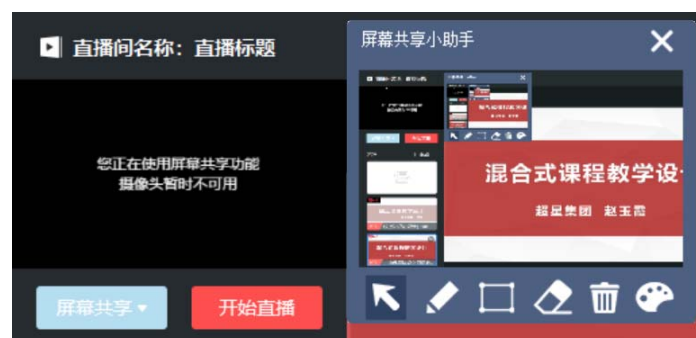 直播间名称：直播标题
您正在使用屏幕共享功能
摄像头暂时不可用
屏幕共享
开始直播
屏幕共享小助手
混合式课程教学设
超星集团 赵玉霞